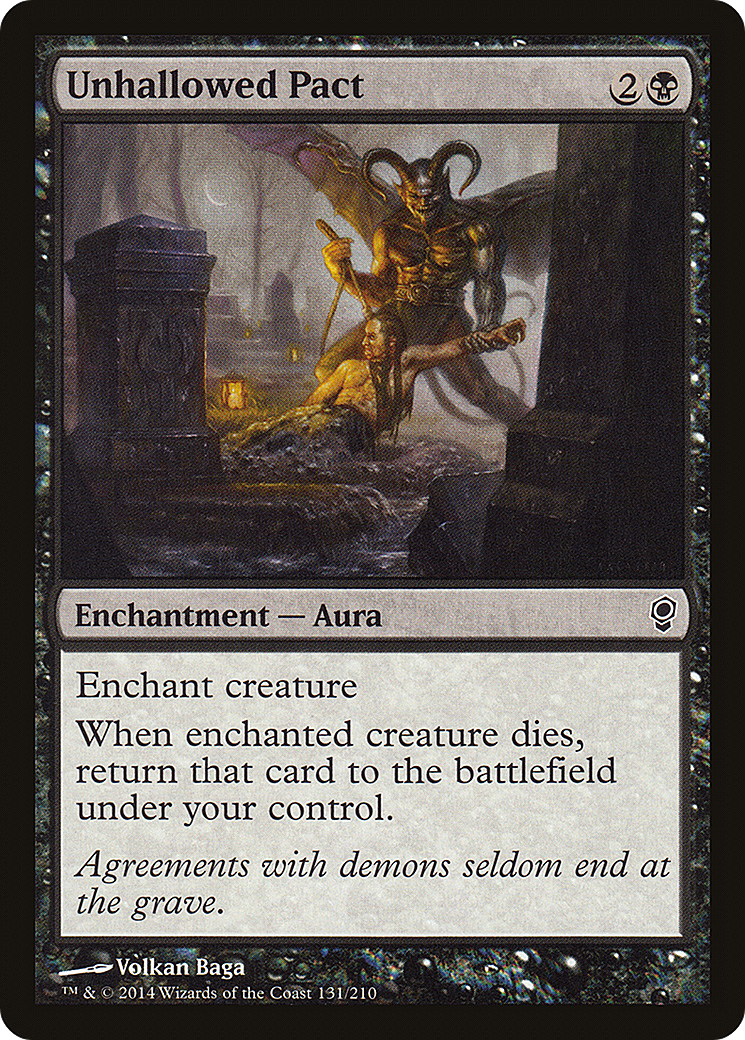 Unhallowed Pact 2
Enchantment — Aura
Enchant creature
When enchanted creature dies,
return that card to the battlefield
under your control.
Agreements with demons seldom end at
the grave.
Volkan Baga
™ & © 2014 Wizards of the Coast 131/210